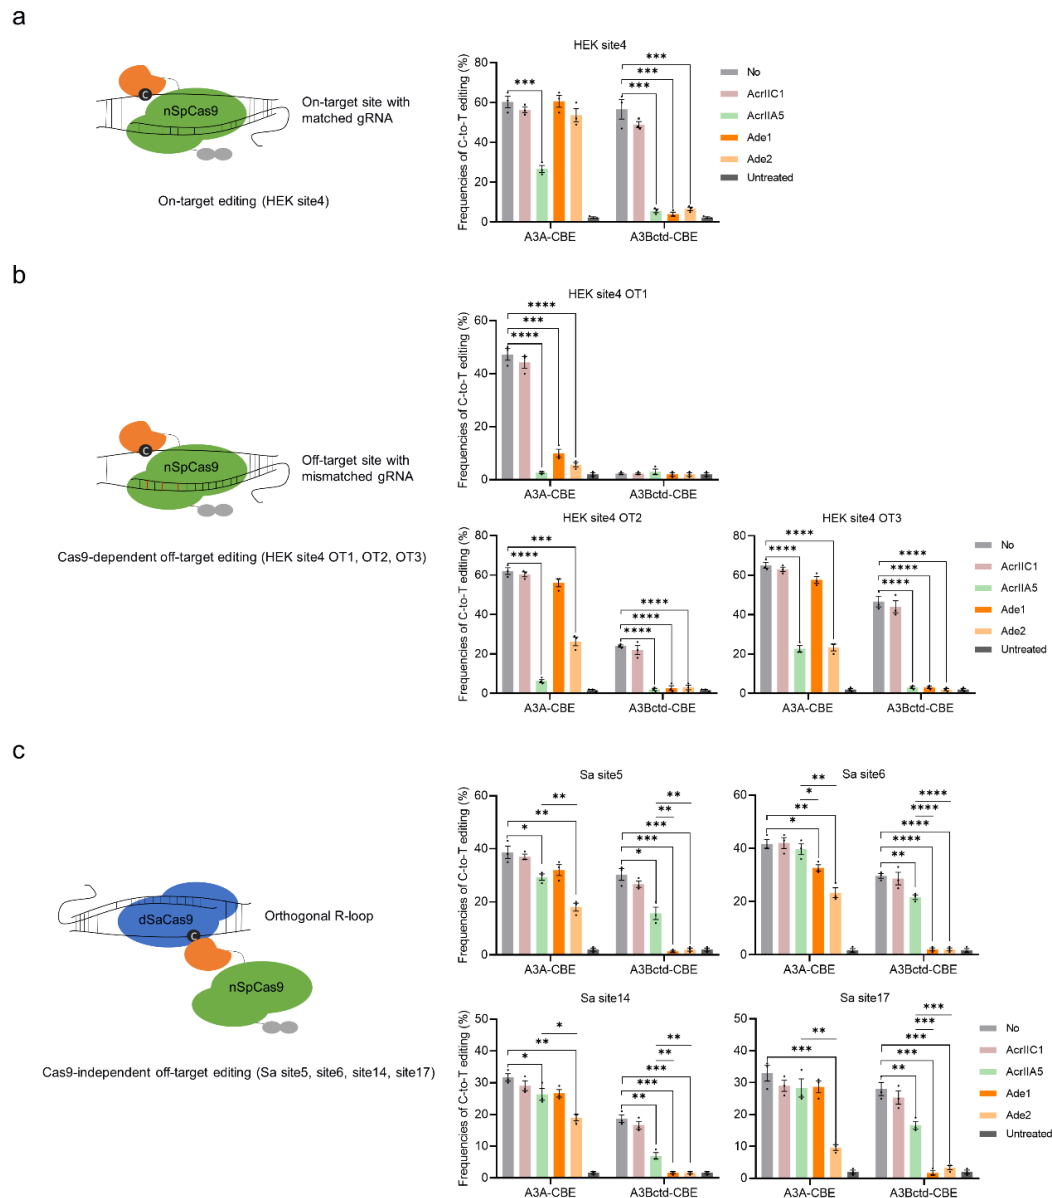 a
HEK site4
Frequencies of C-to-T editing (%)
80
60
40
20
0
***
***
***
***
A3A-CBE
A3Bctd-CBE
No
AcrIIC1
AcrIIA5
Ade1
Ade2
Untreated
C
nSpCas9
On-target site with
matched gRNA
On-target editing (HEK site4)
b
HEK site4 OT1
Frequencies of C-to-T editing (%)
60
40
20
0
****
***
****
A3A-CBE
A3Bctd-CBE
C
nSpCas9
Off-target site with
mismatched gRNA
Cas9-dependent off-target editing (HEK site4 OT1, OT2, OT3)
HEK site4 OT2
Frequencies of C-to-T editing (%)
80
60
40
20
0
***
****
****
****
****
A3A-CBE
A3Bctd-CBE
HEK site4 OT3
80
60
40
20
0
****
****
****
****
****
A3A-CBE
A3Bctd-CBE
No
AcrIIC1
AcrIIA5
Ade1
Ade2
Untreated
c
Sa site5
Frequencies of C-to-T editing (%)
60
40
20
0
**
**
*
**
**
***
***
*
A3A-CBE
A3Bctd-CBE
Sa site6
60
40
20
0
**
*
**
*
****
****
****
****
**
A3A-CBE
A3Bctd-CBE
dSaCas9
C
Orthogonal R-loop
nSpCas9
Cas9-independent off-target editing (Sa site5, site6, site14, site17)
Sa site14
Frequencies of C-to-T editing (%)
50
40
30
20
10
0
*
**
*
**
**
***
***
**
A3A-CBE
A3Bctd-CBE
Sa site17
50
40
30
20
10
0
**
***
***
***
***
***
**
A3A-CBE
A3Bctd-CBE
No
AcrIIC1
AcrIIA5
Ade1
Ade2
Untreated